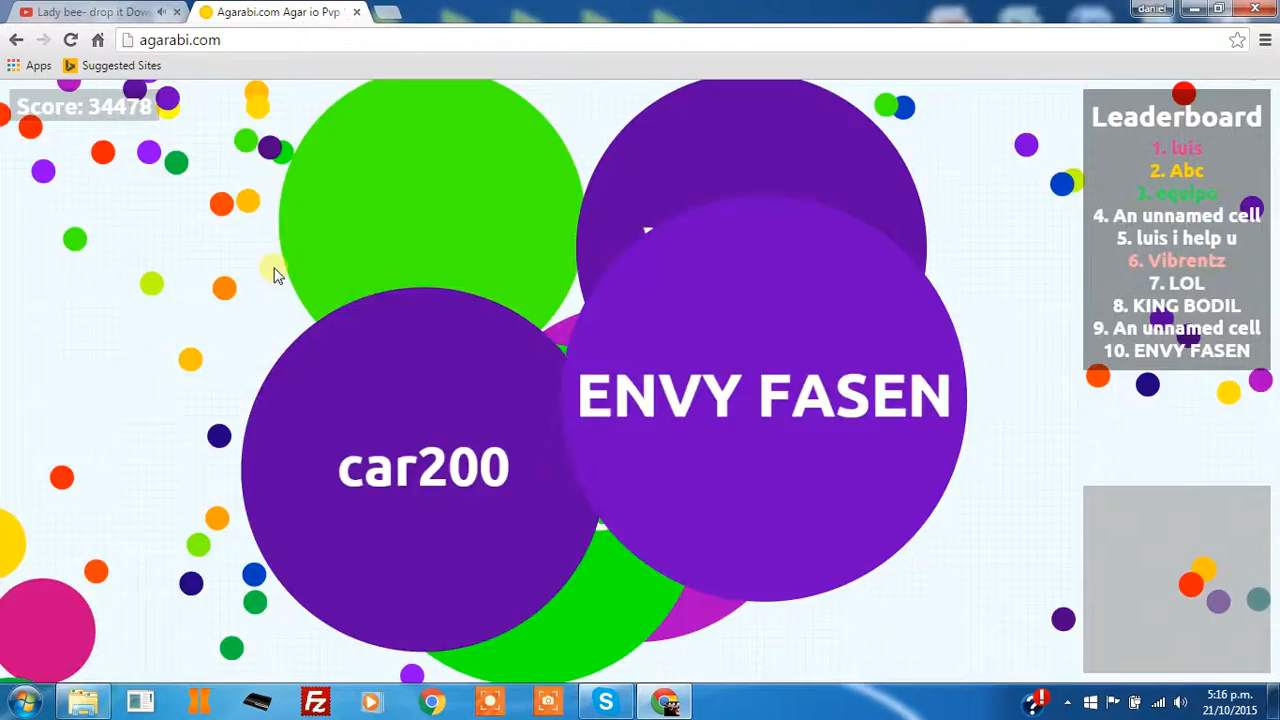 Lady bee- drop it Dow
Agarabi.com Agar io Pvp
daniel
agarabi.com
Apps
Suggested Sites
Score: 34478
Leaderboard
1. luis
2. Abc
3. equipo
4. An unnamed cell
5. luis i help u
6. Vibrentz
7. LOL
8. KING BODIL
9. An unnamed cell
10. ENVY FASEN
ENVY FASEN
car200
5:16 p.m.
21/10/2015